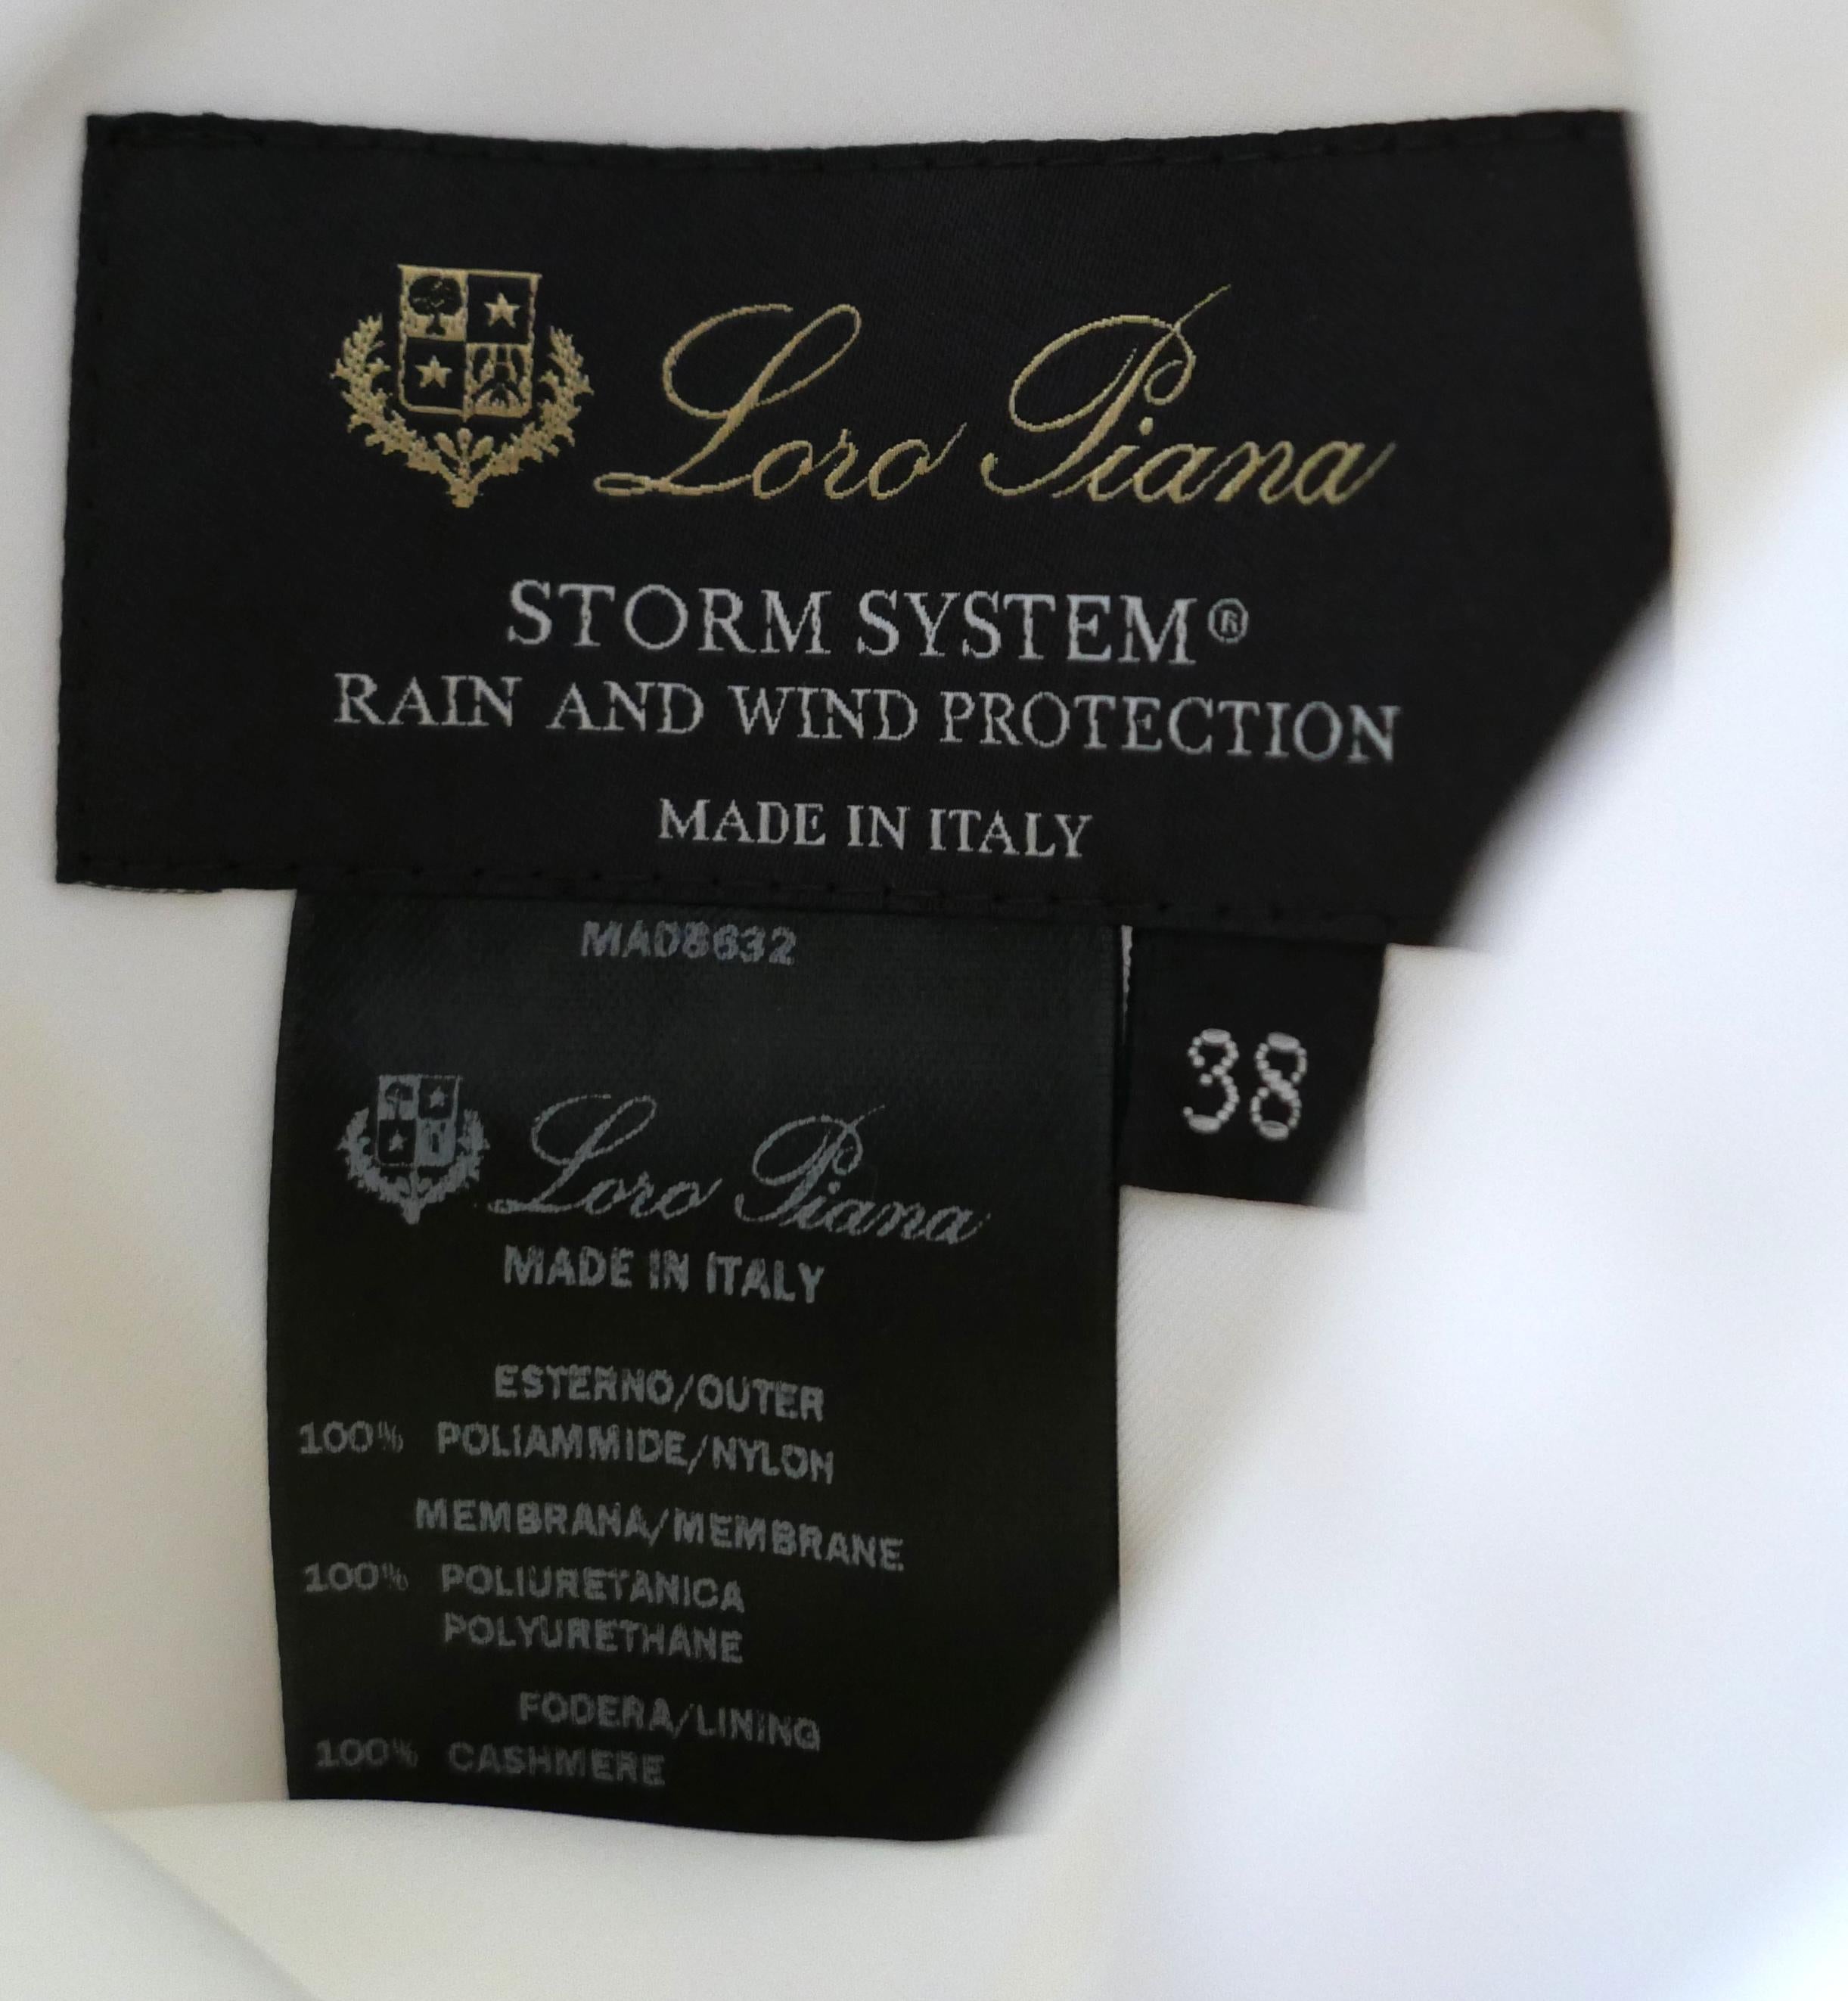 Loro Piana
STORM SYSTEM®
RAIN AND WIND PROTECTION
MADE IN ITALY
MAD8632
38
Loro Piana
MADE IN ITALY
ESTERNO/OUTER
100% POLIAMMIDE/NYLON
MEMBRANA/MEMBRANE
100% POLIURETANICA
POLYURETHANE
FODERA/LINING
100% CASHMERE